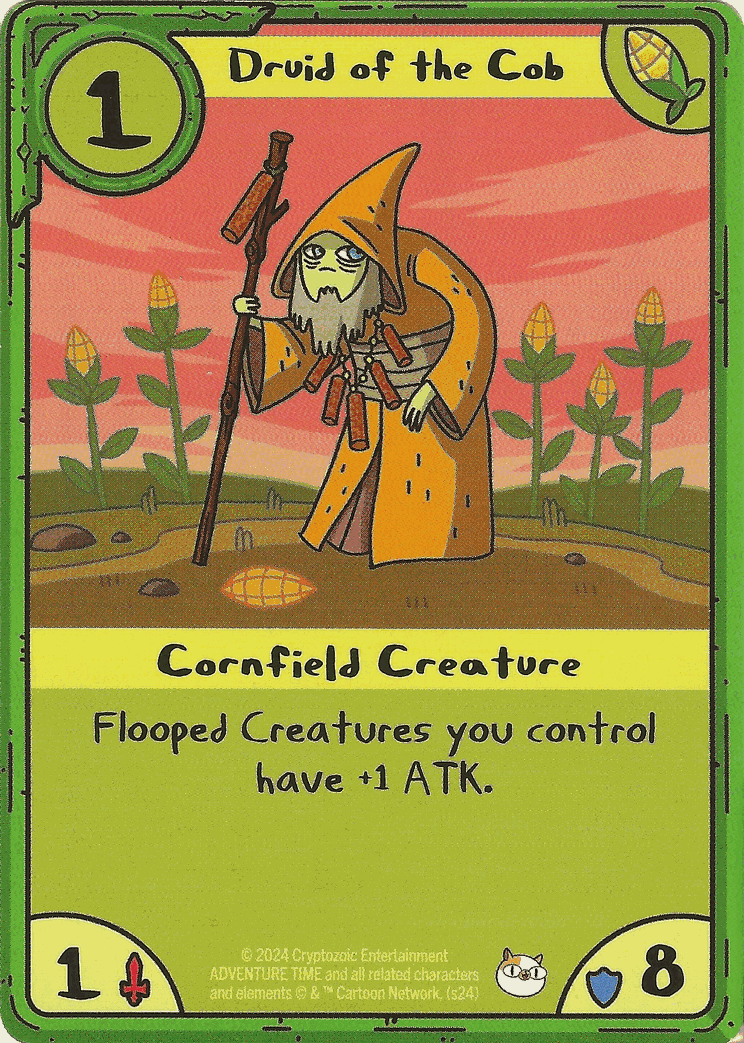 1
Druid of the Cob
Cornfield Creature
Flooped Creatures you control
have +1 ATK.
1
© 2024 Cryptozoic Entertainment
ADVENTURE TIME and all related characters
and elements © & ™ Cartoon Network. (s24)
8